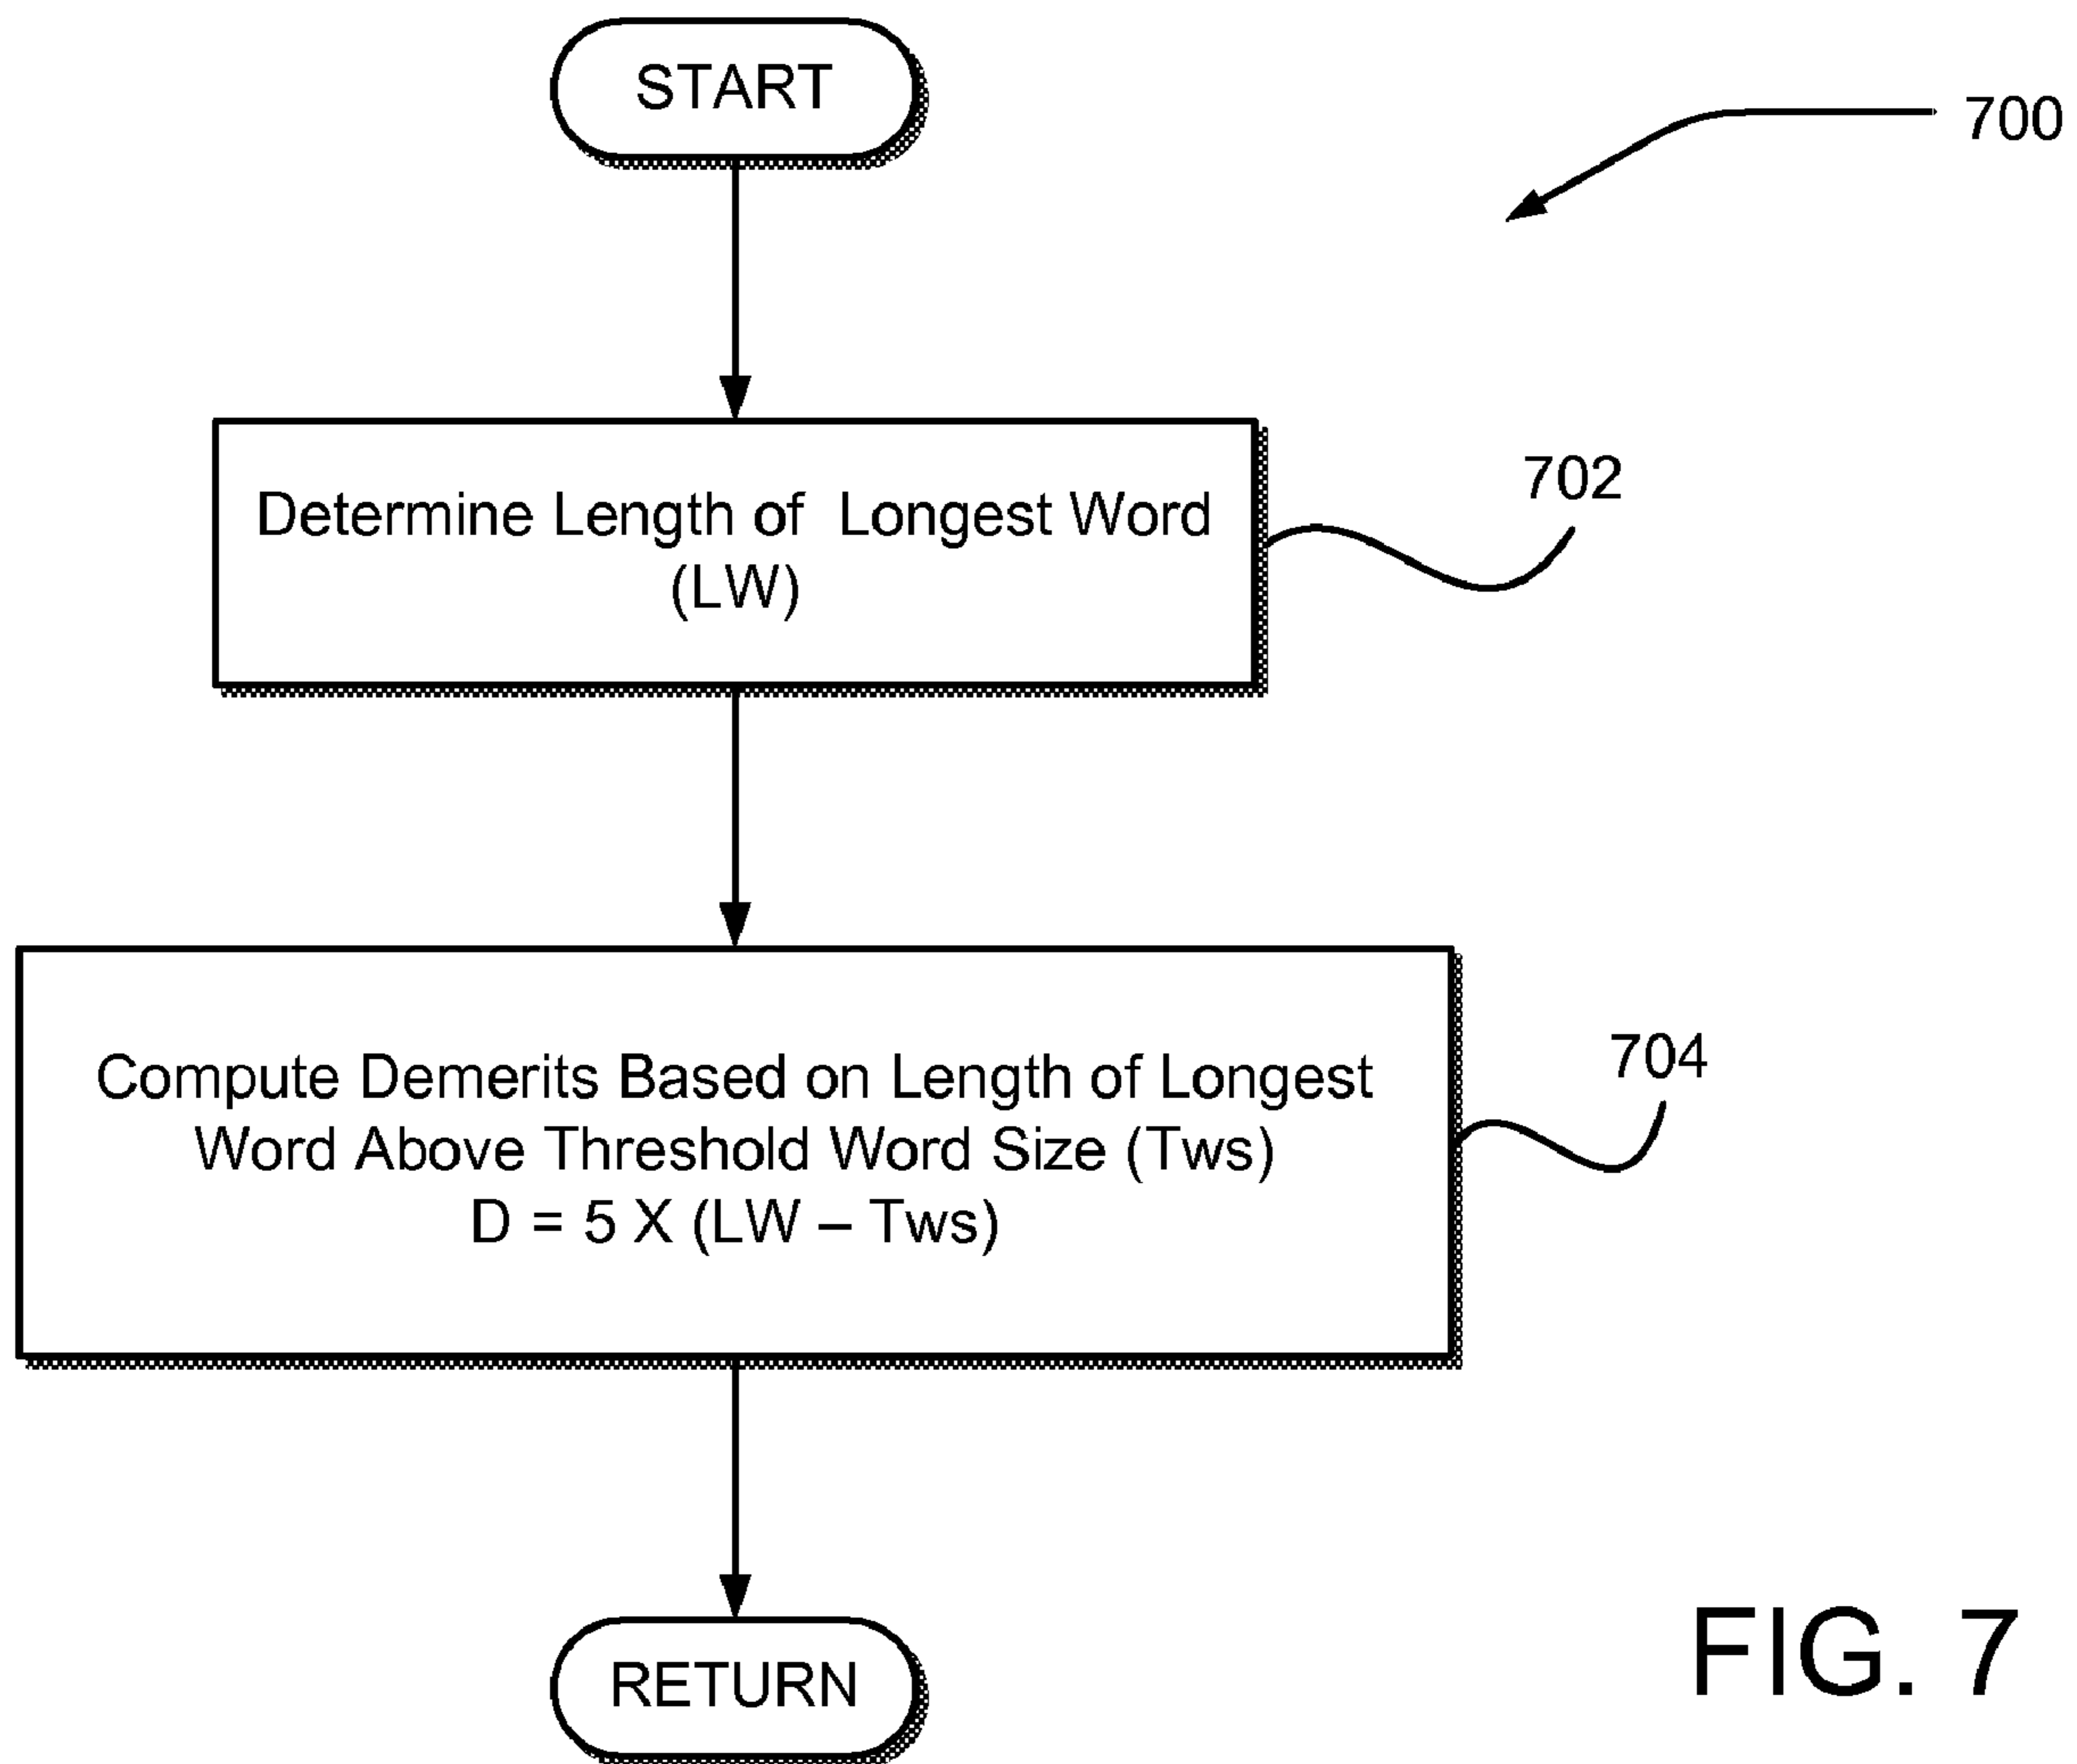 START
700
Determine Length of Longest Word
(LW)
702
Compute Demerits Based on Length of Longest
Word Above Threshold Word Size (Tws)
D = 5 X (LW – Tws)
704
RETURN
FIG. 7